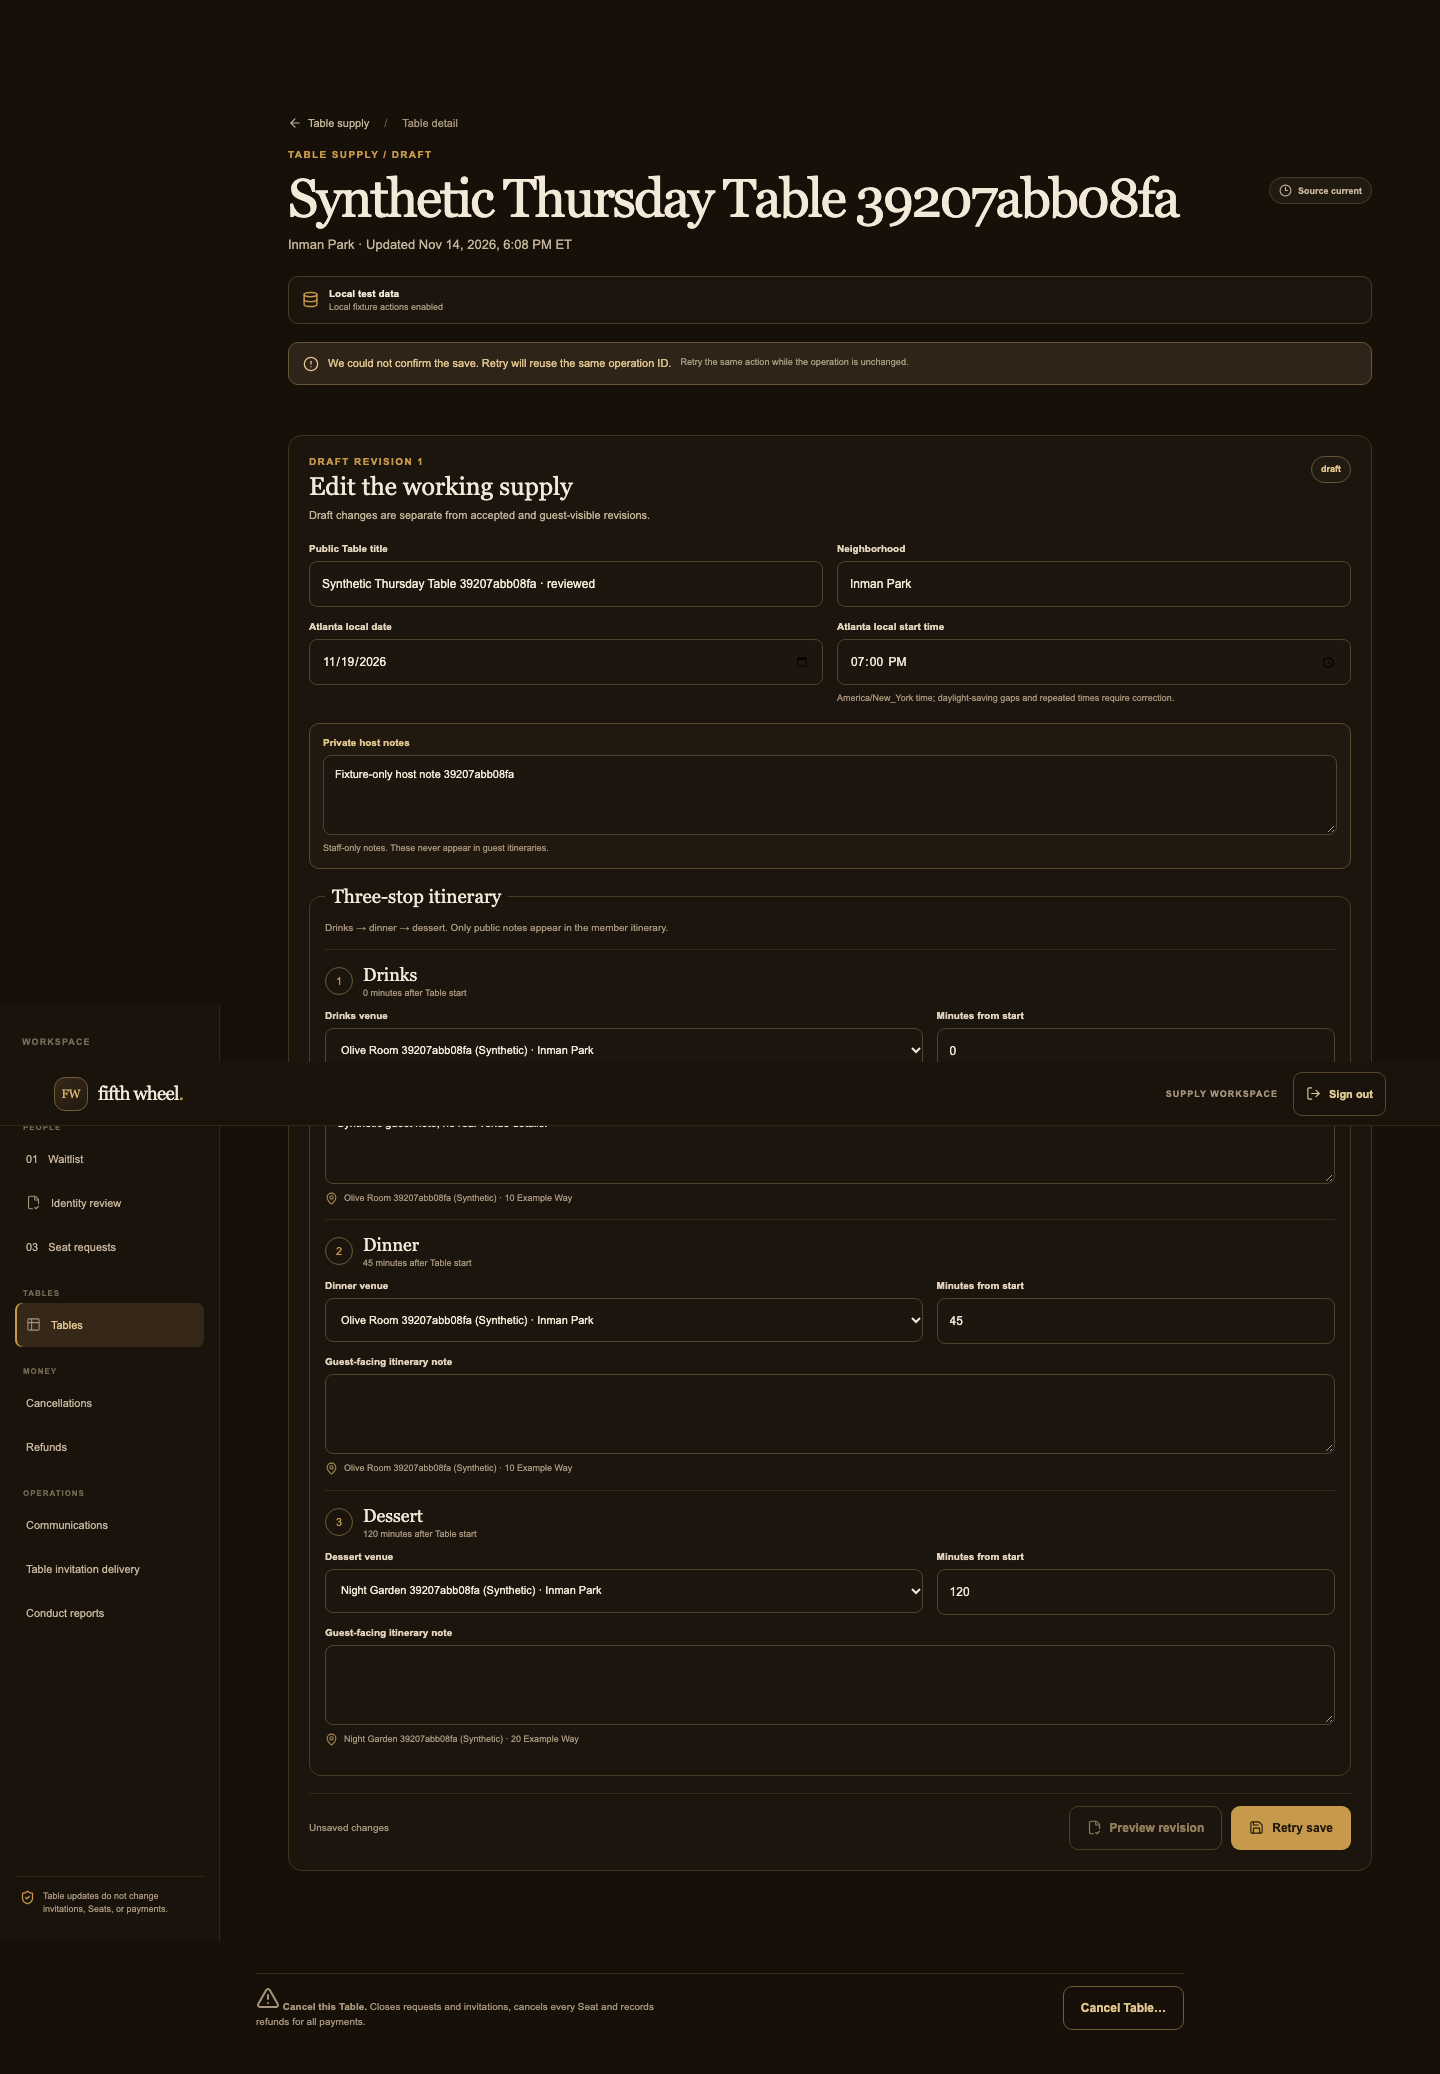 Table supply / Table detail
TABLE SUPPLY / DRAFT
Synthetic Thursday Table 39207abb08fa
Source current
Inman Park · Updated Nov 14, 2026, 6:08 PM ET
Local test data
Local fixture actions enabled
We could not confirm the save. Retry will reuse the same operation ID. Retry the same action while the operation is unchanged.
DRAFT REVISION 1
draft
Edit the working supply
Draft changes are separate from accepted and guest-visible revisions.
Public Table title
Synthetic Thursday Table 39207abb08fa · reviewed
Neighborhood
Inman Park
Atlanta local date
11/19/2026
Atlanta local start time
07:00 PM
America/New_York time; daylight-saving gaps and repeated times require correction.
Private host notes
Fixture-only host note 39207abb08fa
Staff-only notes. These never appear in guest itineraries.
Three-stop itinerary
Drinks → dinner → dessert. Only public notes appear in the member itinerary.
1 Drinks
0 minutes after Table start
Drinks venue
Olive Room 39207abb08fa (Synthetic) · Inman Park
Minutes from start
0
WORKSPACE
FW fifth wheel.
SUPPLY WORKSPACE
Sign out
PEOPLE
01 Waitlist
Identity review
03 Seat requests
TABLES
Tables
MONEY
Cancellations
Refunds
OPERATIONS
Communications
Table invitation delivery
Conduct reports
Table updates do not change
invitations, Seats, or payments.
Olive Room 39207abb08fa (Synthetic) · 10 Example Way
2 Dinner
45 minutes after Table start
Dinner venue
Olive Room 39207abb08fa (Synthetic) · Inman Park
Minutes from start
45
Guest-facing itinerary note
Olive Room 39207abb08fa (Synthetic) · 10 Example Way
3 Dessert
120 minutes after Table start
Dessert venue
Night Garden 39207abb08fa (Synthetic) · Inman Park
Minutes from start
120
Guest-facing itinerary note
Night Garden 39207abb08fa (Synthetic) · 20 Example Way
Unsaved changes
Preview revision
Retry save
Cancel this Table. Closes requests and invitations, cancels every Seat and records
refunds for all payments.
Cancel Table...